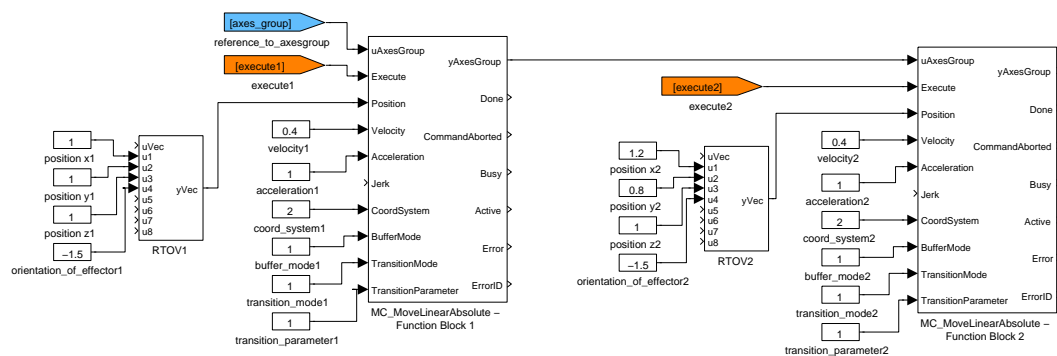 [axes_group]
reference_to_axesgroup
[execute1]
execute1
1
position x1
1
position y1
1
position z1
−1.5
orientation_of_effector1
uVec
u1
u2
u3
u4
u5
u6
u7
u8
yVec
RTOV1
0.4
velocity1
1
acceleration1
2
coord_system1
1
buffer_mode1
1
transition_mode1
1
transition_parameter1
uAxesGroup
Execute
Position
Velocity
Acceleration
Jerk
CoordSystem
BufferMode
TransitionMode
TransitionParameter
yAxesGroup
Done
CommandAborted
Busy
Active
Error
ErrorID
MC_MoveLinearAbsolute −
Function Block 1
[execute2]
execute2
1.2
position x2
0.8
position y2
1
position z2
−1.5
orientation_of_effector2
uVec
u1
u2
u3
u4
u5
u6
u7
u8
yVec
RTOV2
0.4
velocity2
1
acceleration2
2
coord_system2
1
buffer_mode2
1
transition_mode2
1
transition_parameter2
uAxesGroup
Execute
Position
Velocity
Acceleration
Jerk
CoordSystem
BufferMode
TransitionMode
TransitionParameter
yAxesGroup
Done
CommandAborted
Busy
Active
Error
ErrorID
MC_MoveLinearAbsolute −
Function Block 2